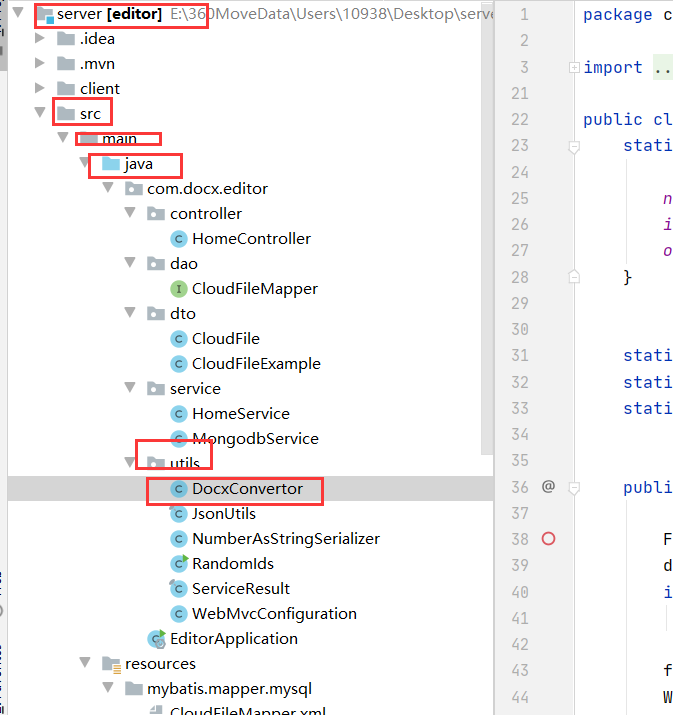 server [editor] E:\360MoveData\Users\10938\Desktop\serve
.idea
.mvn
client
src
main
java
com.docx.editor
controller
HomeController
dao
CloudFileMapper
dto
CloudFile
CloudFileExample
service
HomeService
MongodbService
utils
DocxConvertor
JsonUtils
NumberAsStringSerializer
RandomIds
ServiceResult
WebMvcConfiguration
EditorApplication
resources
mybatis.mapper.mysql
CloudFileMapper.xml
1 package c
2
3 import ..
21
22 public cl
23 stati
24
25 n
26 i
27 o
28 }
29
30
31 stati
32 stati
33 stati
34
35
36 @ publi
37
38 F
39 d
40 i
41
42
43 f
44 W